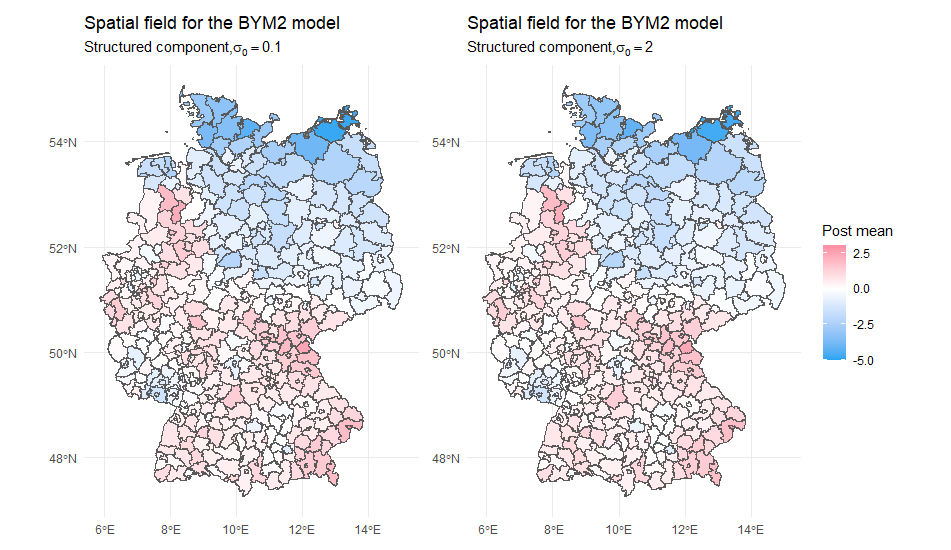 Spatial field for the BYM2 model
Structured component,σ₀ = 0.1
54°N
52°N
50°N
48°N
6°E 8°E 10°E 12°E 14°E
Spatial field for the BYM2 model
Structured component,σ₀ = 2
54°N
52°N
50°N
48°N
6°E 8°E 10°E 12°E 14°E
Post mean
2.5
0.0
-2.5
-5.0